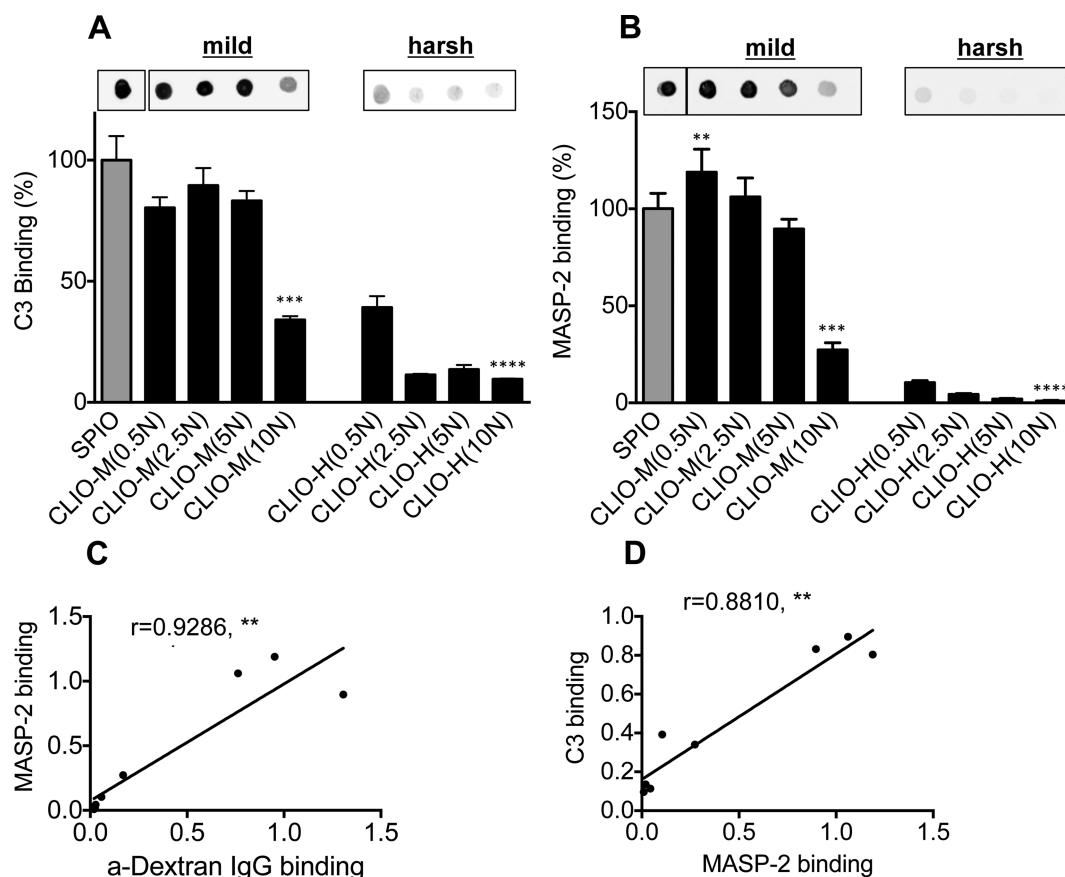 A
mild
harsh
C3 Binding (%)
100
50
0
***
****
SPIO
CLIO-M(0.5N)
CLIO-M(2.5N)
CLIO-M(5N)
CLIO-M(10N)
CLIO-H(0.5N)
CLIO-H(2.5N)
CLIO-H(5N)
CLIO-H(10N)
B
mild
harsh
MASP-2 binding (%)
150
100
50
0
**
***
****
SPIO
CLIO-M(0.5N)
CLIO-M(2.5N)
CLIO-M(5N)
CLIO-M(10N)
CLIO-H(0.5N)
CLIO-H(2.5N)
CLIO-H(5N)
CLIO-H(10N)
C
r=0.9286, **
MASP-2 binding
1.5
1.0
0.5
0.0
0.0 0.5 1.0 1.5
a-Dextran IgG binding
D
r=0.8810, **
C3 binding
1.0
0.8
0.6
0.4
0.2
0.0
0.0 0.5 1.0 1.5
MASP-2 binding